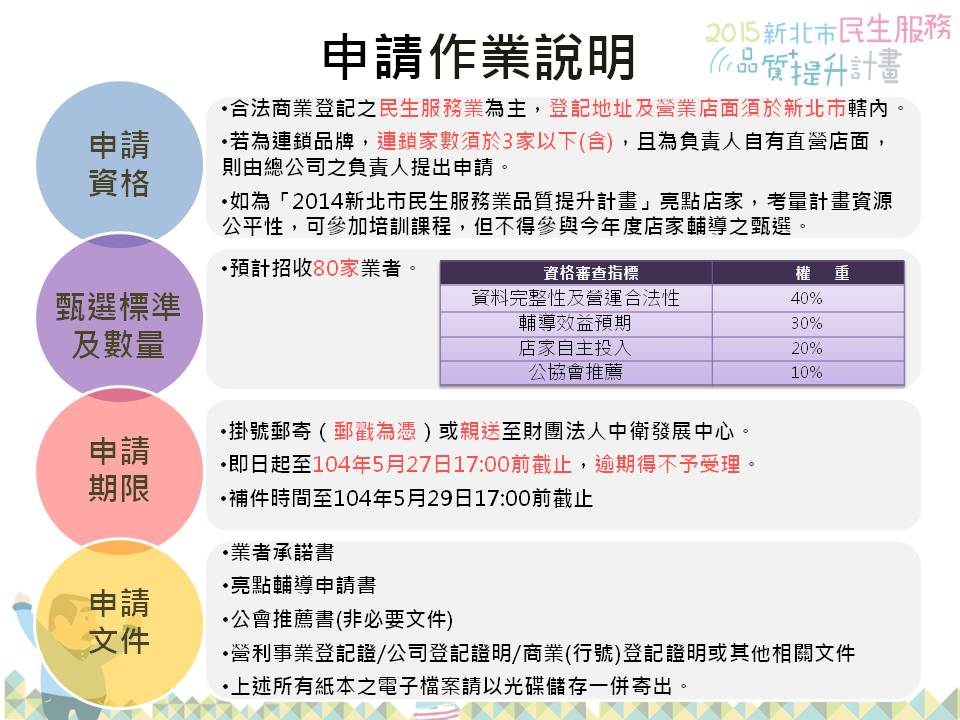 2015新北市民生服務
品質+提升計畫
申請作業說明
申請
資格
•合法商業登記之民生服務業為主，登記地址及營業店面須於新北市轄內。
•若為連鎖品牌，連鎖家數須於3家以下(含)，且為負責人自有直營店面，
則由總公司之負責人提出申請。
•如為「2014新北市民生服務業品質提升計畫」亮點店家，考量計畫資源
公平性，可參加培訓課程，但不得參與今年度店家輔導之甄選。
甄選標準
及數量
•預計招收80家業者。
資格審查指標 權 重
資料完整性及營運合法性 40%
輔導效益預期 30%
店家自主投入 20%
公協會推薦 10%
申請
期限
•掛號郵寄（郵戳為憑）或親送至財團法人中衛發展中心。
•即日起至104年5月27日17:00前截止，逾期得不予受理。
•補件時間至104年5月29日17:00前截止
申請
文件
•業者承諾書
•亮點輔導申請書
•公會推薦書(非必要文件)
•營利事業登記證/公司登記證明/商業(行號)登記證明或其他相關文件
•上述所有紙本之電子檔案請以光碟儲存一併寄出。